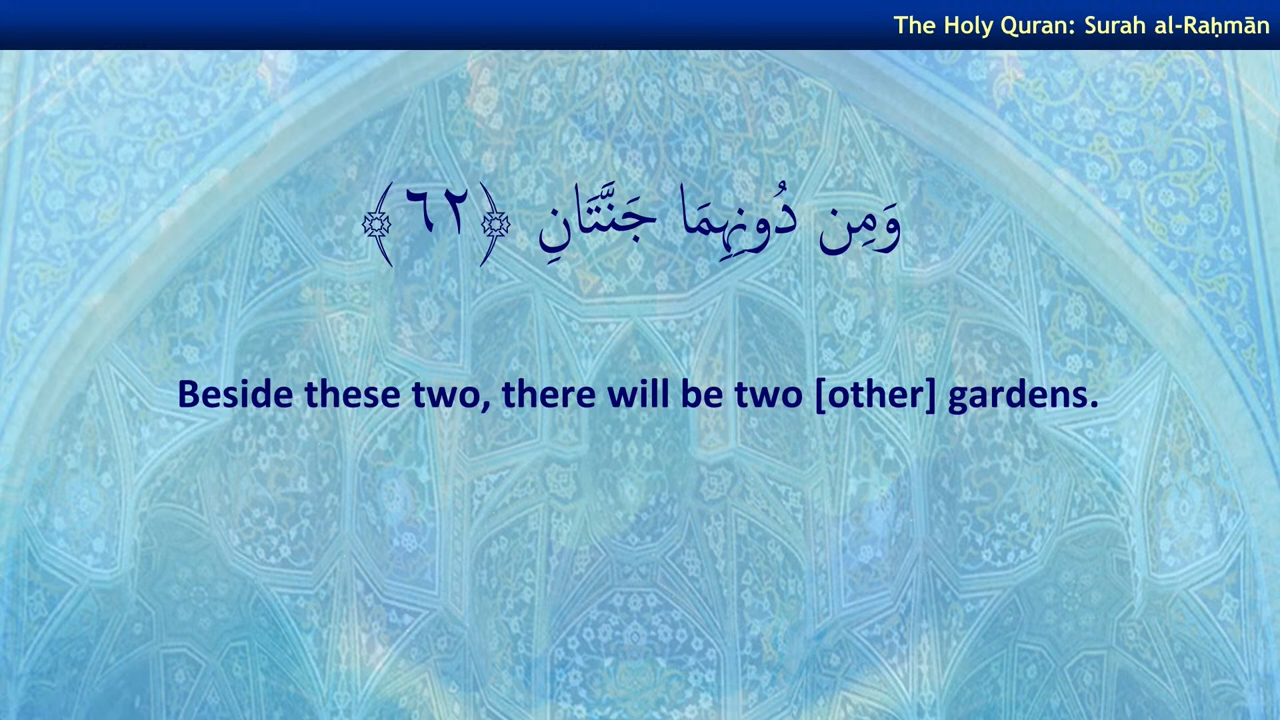 The Holy Quran: Surah al-Raḥmān
وَمِن دُونِهِمَا جَنَّتَانِ ﴿٦٢﴾
Beside these two, there will be two [other] gardens.